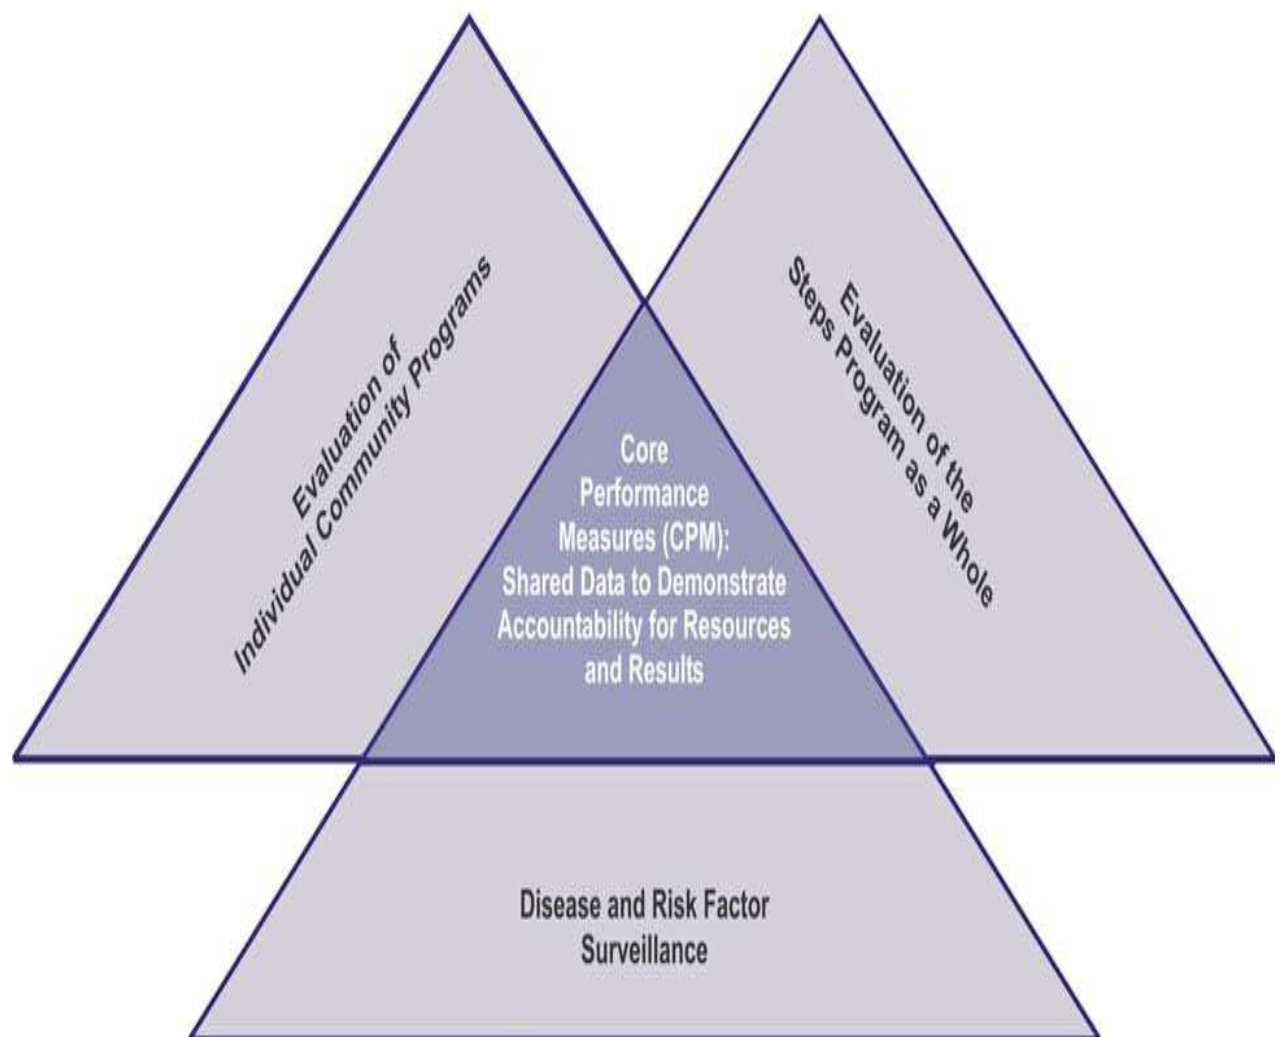 Evaluation of
Individual Community Programs
Evaluation of the
Steps Program as a Whole
Core
Performance
Measures (CPM):
Shared Data to Demonstrate
Accountability for Resources
and Results
Disease and Risk Factor
Surveillance